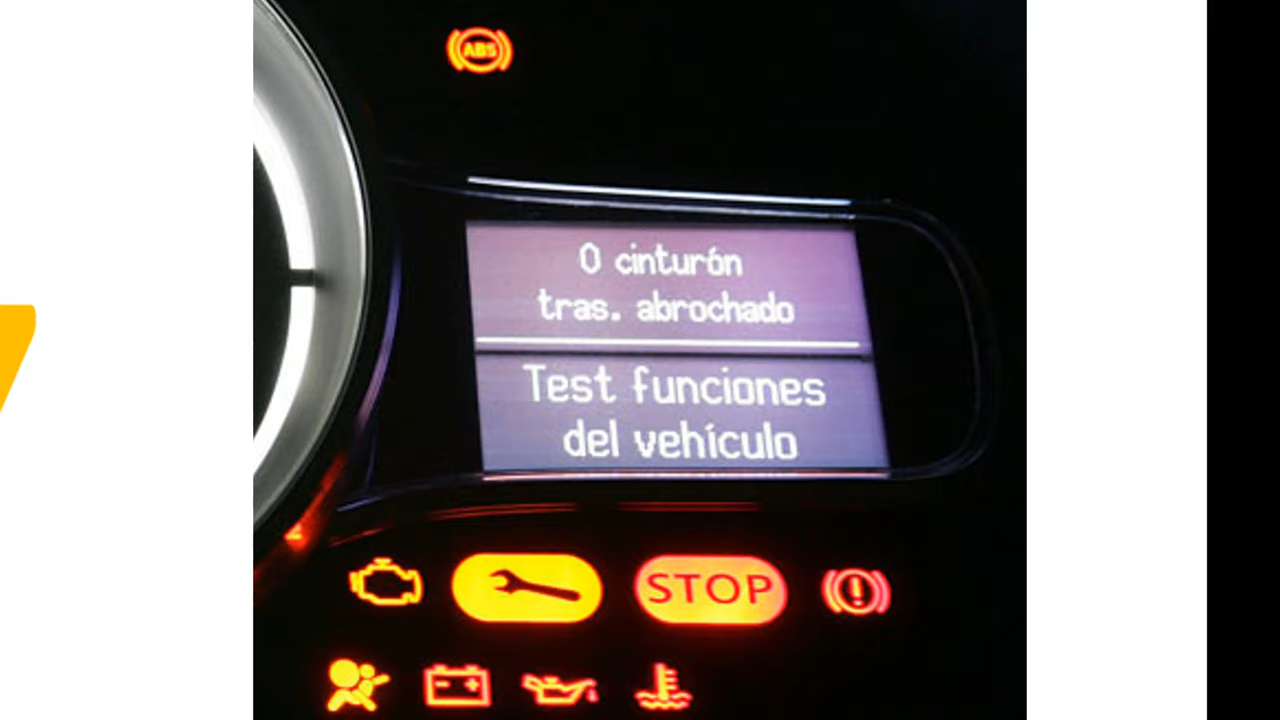 ABS
0 cinturón
tras. abrochado
Test funciones
del vehículo
STOP